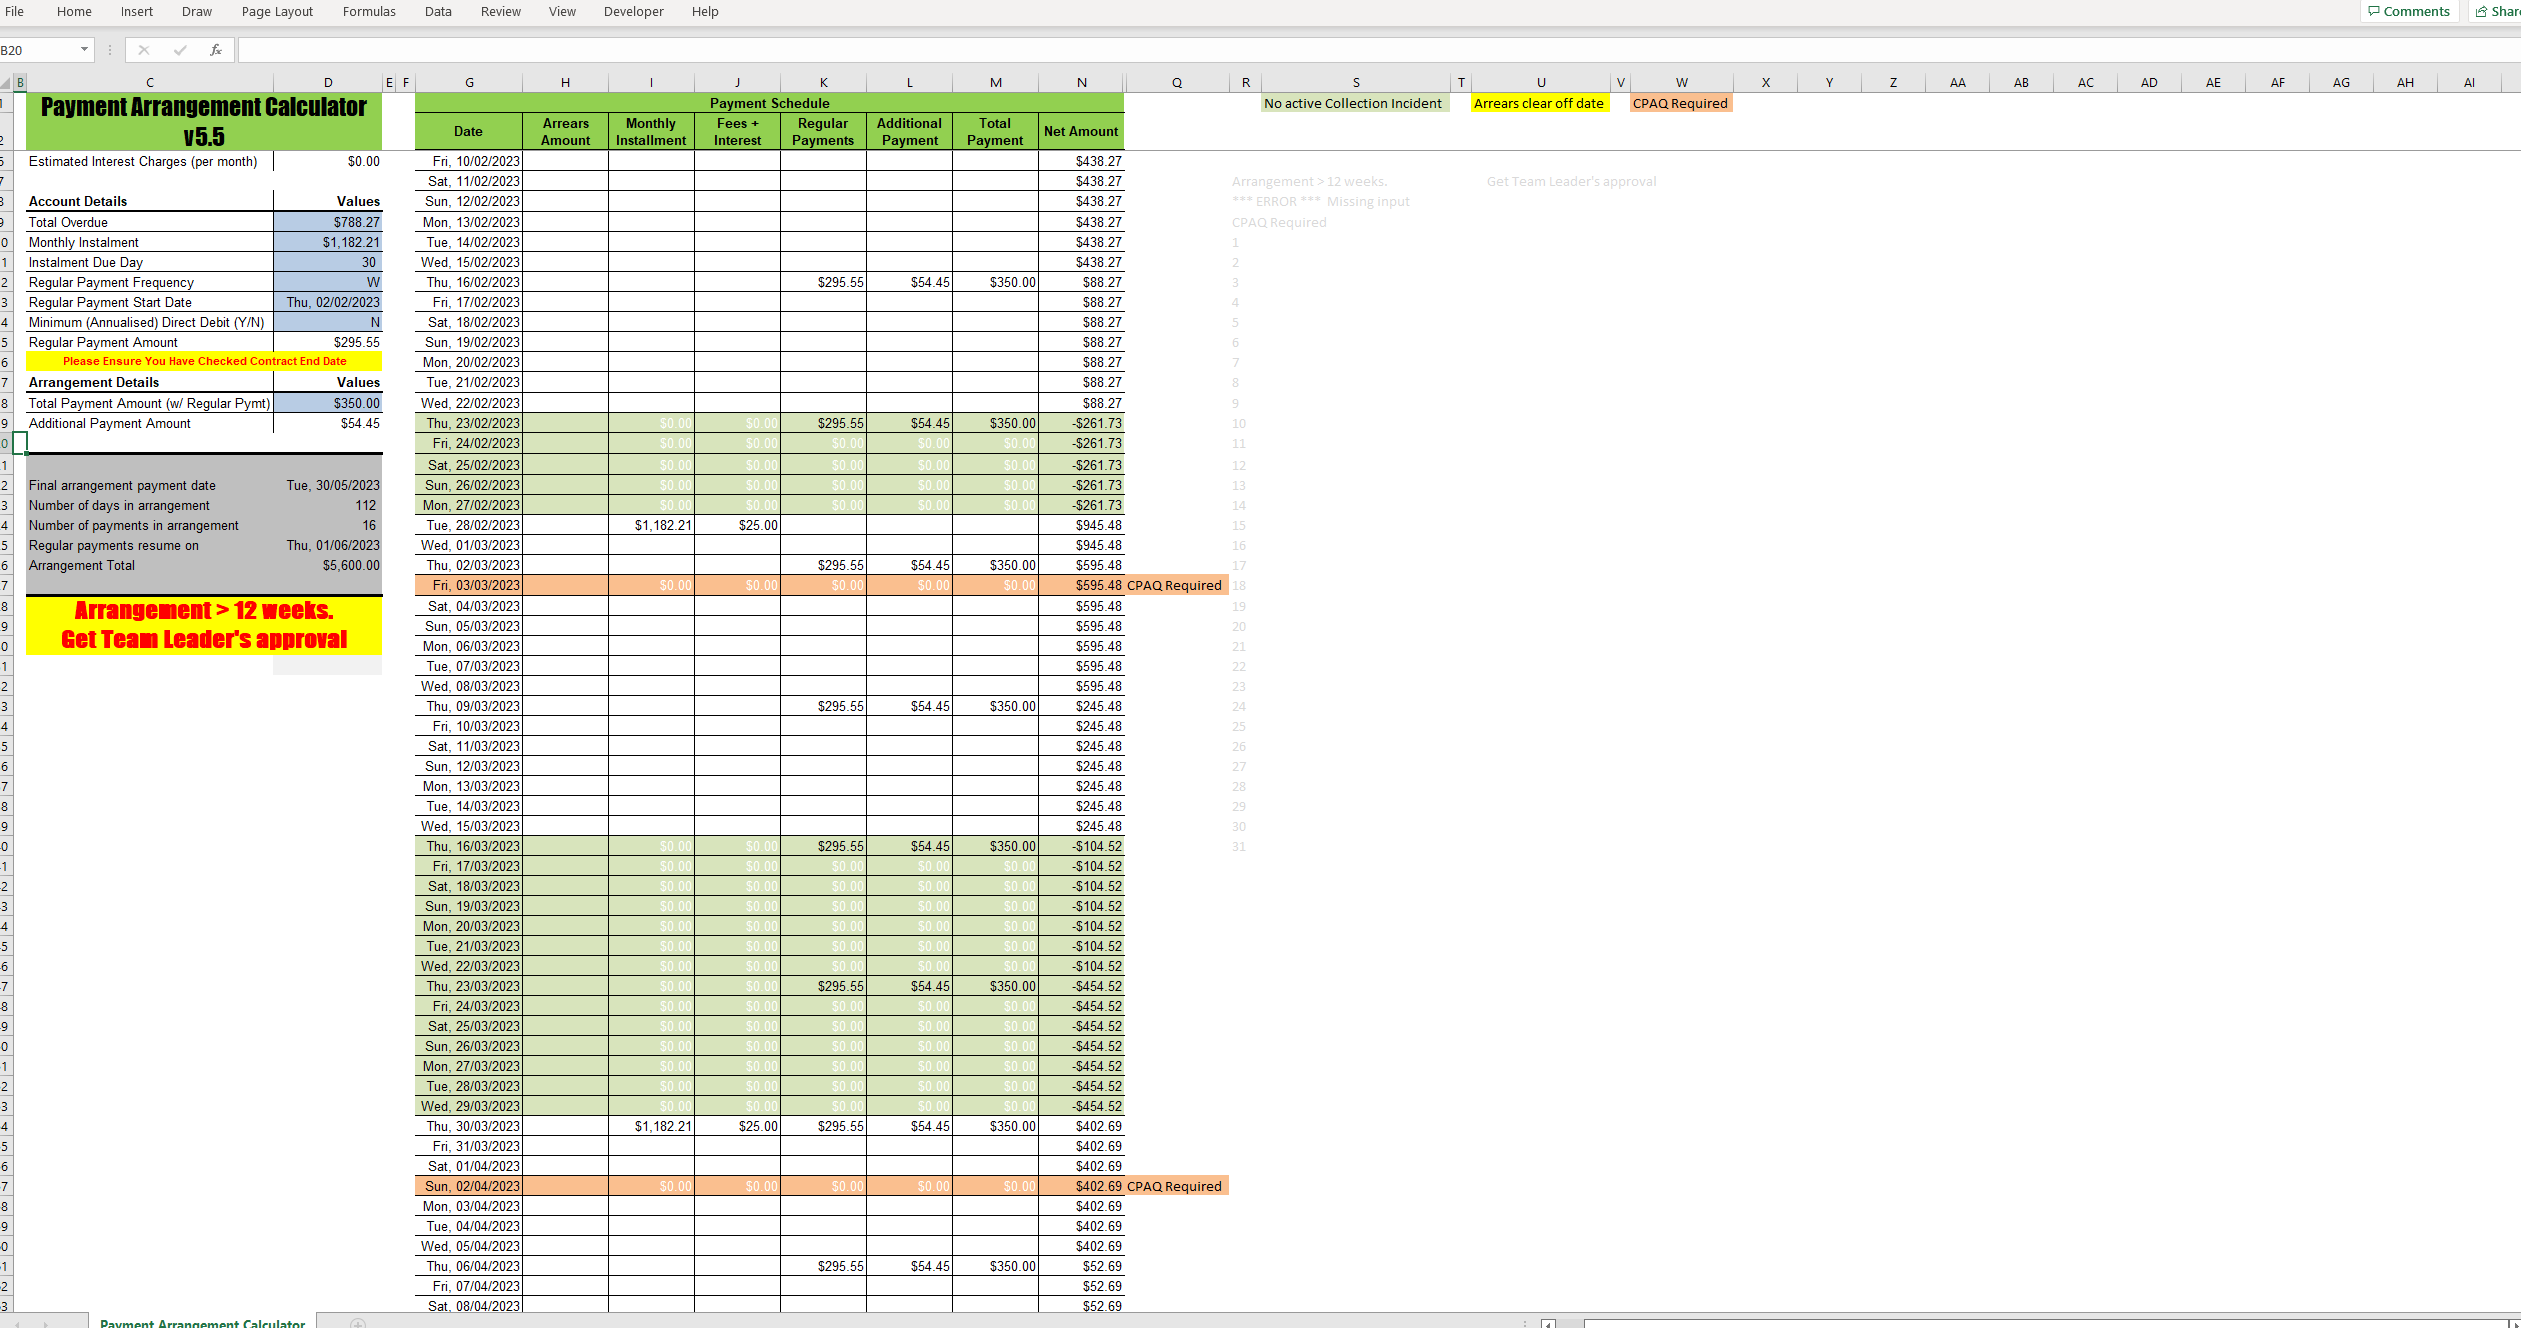 File Home Insert Draw Page Layout Formulas Data Review View Developer Help Comments
B20 fx
B C D E F G H I J K L M N Q R S T U V W X Y Z AA AB AC AD AE AF AG AH AI
Payment Arrangement Calculator
v5.5
Estimated Interest Charges (per month) $0.00
Account Details Values
Total Overdue $788.27
Monthly Instalment $1,182.21
Instalment Due Day 30
Regular Payment Frequency W
Regular Payment Start Date Thu, 02/02/2023
Minimum (Annualised) Direct Debit (Y/N) N
Regular Payment Amount $295.55
Please Ensure You Have Checked Contract End Date
Arrangement Details Values
Total Payment Amount (w/ Regular Pymt) $350.00
Additional Payment Amount $54.45
Final arrangement payment date Tue, 30/05/2023
Number of days in arrangement 112
Number of payments in arrangement 16
Regular payments resume on Thu, 01/06/2023
Arrangement Total $5,600.00
Arrangement > 12 weeks.
Get Team Leader's approval
Payment Schedule
Date Arrears Amount Monthly Installment Fees + Interest Regular Payments Additional Payment Total Payment Net Amount
Fri, 10/02/2023 $438.27
Sat, 11/02/2023 $438.27
Sun, 12/02/2023 $438.27
Mon, 13/02/2023 $438.27
Tue, 14/02/2023 $438.27
Wed, 15/02/2023 $438.27
Thu, 16/02/2023 $295.55 $54.45 $350.00 $88.27
Fri, 17/02/2023 $88.27
Sat, 18/02/2023 $88.27
Sun, 19/02/2023 $88.27
Mon, 20/02/2023 $88.27
Tue, 21/02/2023 $88.27
Wed, 22/02/2023 $88.27
Thu, 23/02/2023 $0.00 $0.00 $295.55 $54.45 $350.00 -$261.73
Fri, 24/02/2023 $0.00 $0.00 $0.00 $0.00 $0.00 -$261.73
Sat, 25/02/2023 $0.00 $0.00 $0.00 $0.00 $0.00 -$261.73
Sun, 26/02/2023 $0.00 $0.00 $0.00 $0.00 $0.00 -$261.73
Mon, 27/02/2023 $0.00 $0.00 $0.00 $0.00 $0.00 -$261.73
Tue, 28/02/2023 $1,182.21 $25.00 $945.48
Wed, 01/03/2023 $945.48
Thu, 02/03/2023 $295.55 $54.45 $350.00 $595.48
Fri, 03/03/2023 $0.00 $0.00 $0.00 $0.00 $0.00 $595.48 CPAQ Required
Sat, 04/03/2023 $595.48
Sun, 05/03/2023 $595.48
Mon, 06/03/2023 $595.48
Tue, 07/03/2023 $595.48
Wed, 08/03/2023 $595.48
Thu, 09/03/2023 $295.55 $54.45 $350.00 $245.48
Fri, 10/03/2023 $245.48
Sat, 11/03/2023 $245.48
Sun, 12/03/2023 $245.48
Mon, 13/03/2023 $245.48
Tue, 14/03/2023 $245.48
Wed, 15/03/2023 $245.48
Thu, 16/03/2023 $0.00 $0.00 $295.55 $54.45 $350.00 -$104.52
Fri, 17/03/2023 $0.00 $0.00 $0.00 $0.00 $0.00 -$104.52
Sat, 18/03/2023 $0.00 $0.00 $0.00 $0.00 $0.00 -$104.52
Sun, 19/03/2023 $0.00 $0.00 $0.00 $0.00 $0.00 -$104.52
Mon, 20/03/2023 $0.00 $0.00 $0.00 $0.00 $0.00 -$104.52
Tue, 21/03/2023 $0.00 $0.00 $0.00 $0.00 $0.00 -$104.52
Wed, 22/03/2023 $0.00 $0.00 $0.00 $0.00 $0.00 -$104.52
Thu, 23/03/2023 $0.00 $0.00 $295.55 $54.45 $350.00 -$454.52
Fri, 24/03/2023 $0.00 $0.00 $0.00 $0.00 $0.00 -$454.52
Sat, 25/03/2023 $0.00 $0.00 $0.00 $0.00 $0.00 -$454.52
Sun, 26/03/2023 $0.00 $0.00 $0.00 $0.00 $0.00 -$454.52
Mon, 27/03/2023 $0.00 $0.00 $0.00 $0.00 $0.00 -$454.52
Tue, 28/03/2023 $0.00 $0.00 $0.00 $0.00 $0.00 -$454.52
Wed, 29/03/2023 $0.00 $0.00 $0.00 $0.00 $0.00 -$454.52
Thu, 30/03/2023 $1,182.21 $25.00 $295.55 $54.45 $350.00 $402.69
Fri, 31/03/2023 $402.69
Sat, 01/04/2023 $402.69
Sun, 02/04/2023 $0.00 $0.00 $0.00 $0.00 $0.00 $402.69 CPAQ Required
Mon, 03/04/2023 $402.69
Tue, 04/04/2023 $402.69
Wed, 05/04/2023 $402.69
Thu, 06/04/2023 $295.55 $54.45 $350.00 $52.69
Fri, 07/04/2023 $52.69
Sat, 08/04/2023 $52.69
No active Collection Incident Arrears clear off date CPAQ Required
Arrangement > 12 weeks. Get Team Leader's approval
*** ERROR *** Missing input
CPAQ Required
1
2
3
4
5
6
7
8
9
10
11
12
13
14
15
16
17
18
19
20
21
22
23
24
25
26
27
28
29
30
31
Payment Arrangement Calculator